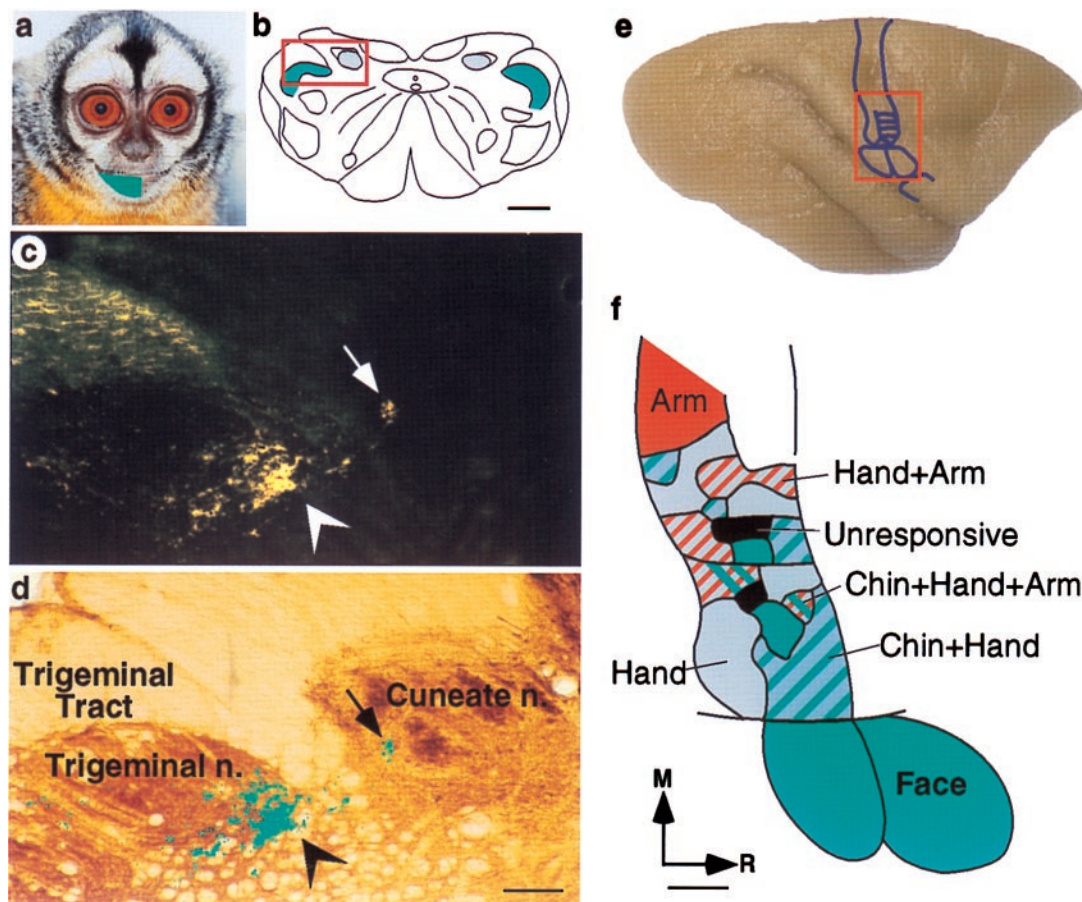 a
b
e
c
d
Trigeminal
Tract
Trigeminal n.
Cuneate n.
f
Arm
Hand+Arm
Unresponsive
Chin+Hand+Arm
Chin+Hand
Hand
Face
M
R